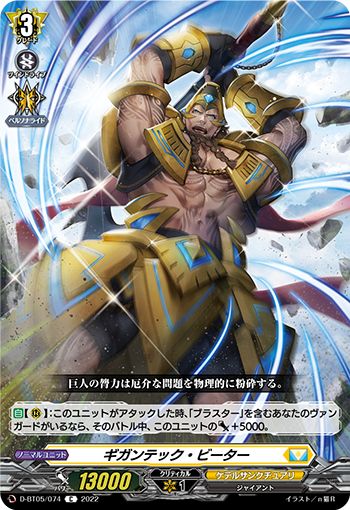 3
グレード
ツインドライブ
ペルソナライド
巨人の膂力は厄介な問題を物理的に粉砕する。
【】:このユニットがアタックした時、「ブラスター」を含むあなたのヴァン
ガードがいるなら、そのバトル中、このユニットの+5000。
ノーマルユニット
ギガンテック・ビーター
パワー
13000
クリティカル
1
ケテルサンクチュアリ
ジャイアント
D-BT05/074 C 2022
イラスト/n猫R